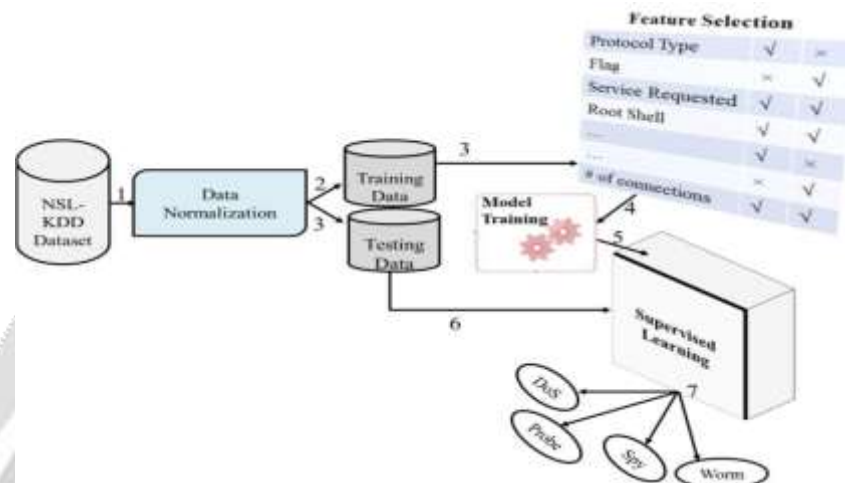 Feature Selection
Protocol Type √ ×
Flag × √
Service Requested √ √
Root Shell √ √
.... √ ×
.... × √
# of connections √ √
NSL-
KDD
Dataset
1
Data
Normalization
2
3
Training
Data
3
Testing
Data
Model
Training
4
5
6
Supervised
Learning
7
DoS
Probe
Spy
Worm